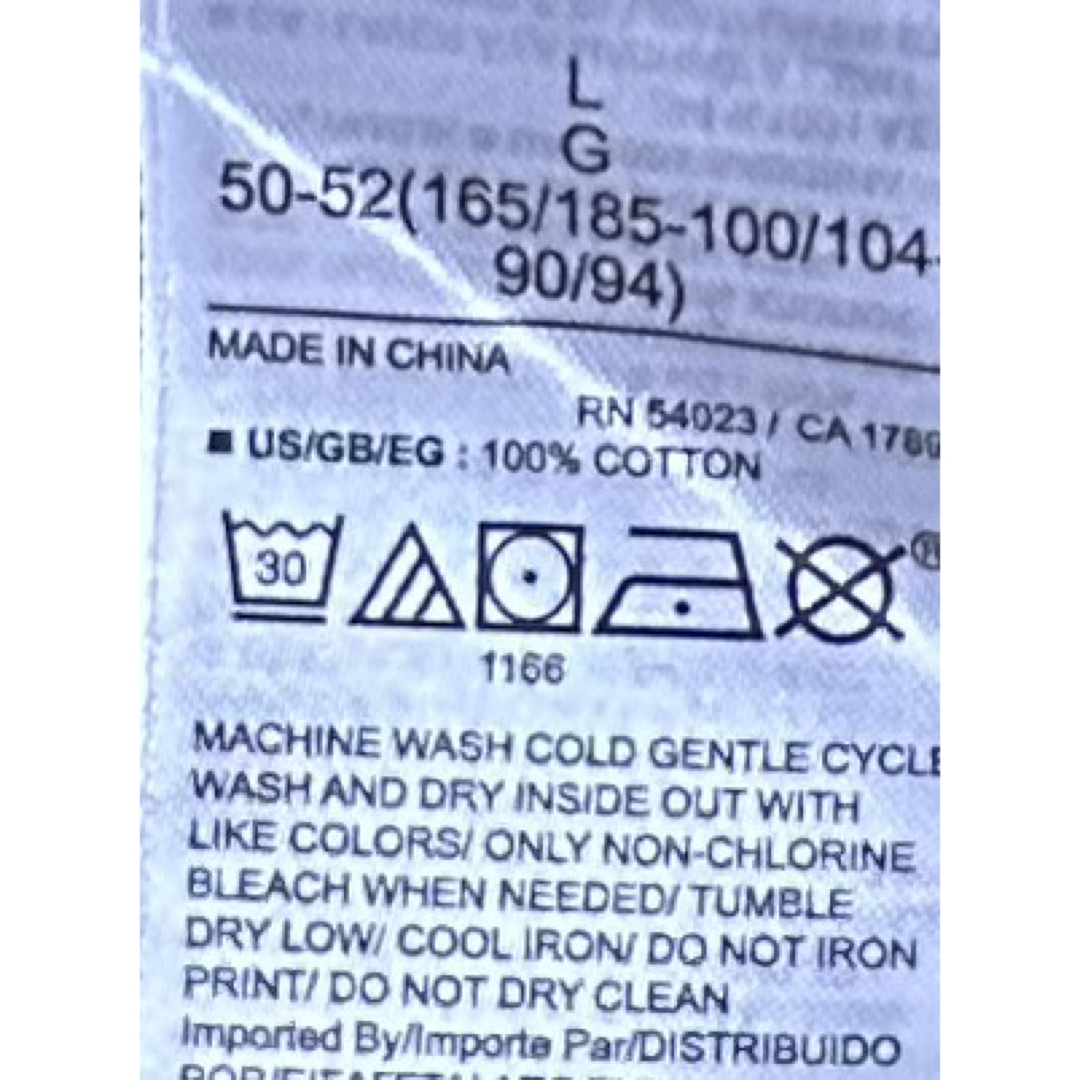 L
G
50-52(165/185-100/104-
90/94)
MADE IN CHINA
RN 54023 / CA 1789
■ US/GB/EG : 100% COTTON
30
®
1166
MACHINE WASH COLD GENTLE CYCLE
WASH AND DRY INSIDE OUT WITH
LIKE COLORS/ ONLY NON-CHLORINE
BLEACH WHEN NEEDED/ TUMBLE
DRY LOW/ COOL IRON/ DO NOT IRON
PRINT/ DO NOT DRY CLEAN
Imported By/Importe Par/DISTRIBUIDO